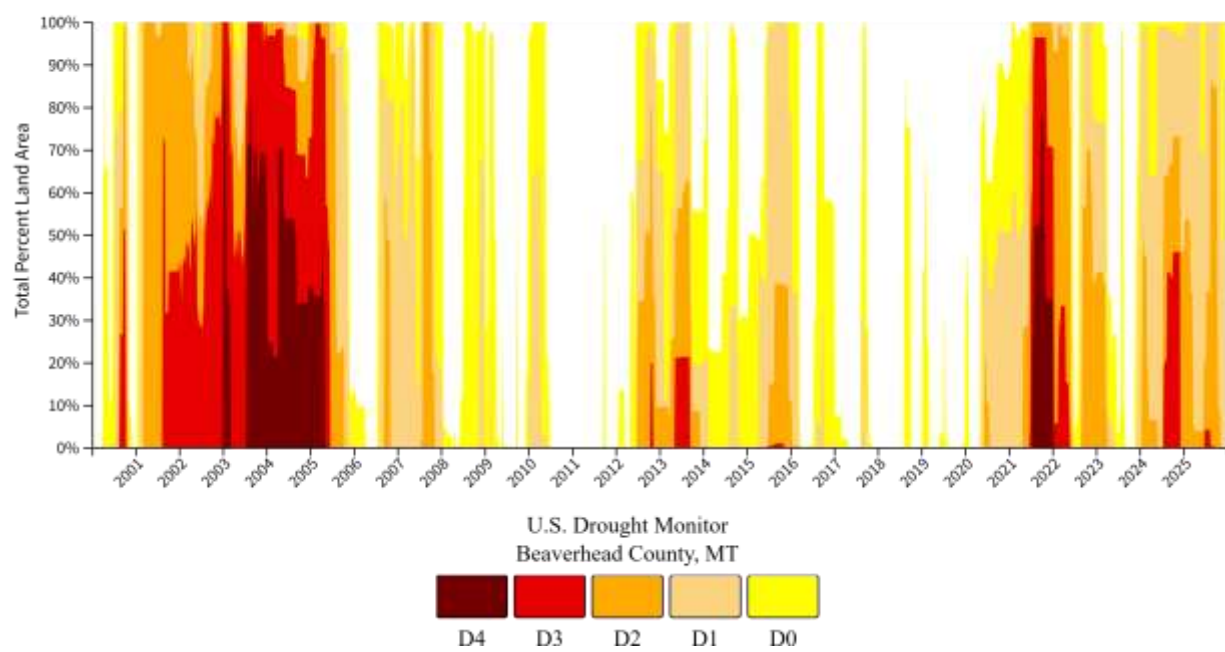 Total Percent Land Area
100%
90%
80%
70%
60%
50%
40%
30%
20%
10%
0%
2001 2002 2003 2004 2005 2006 2007 2008 2009 2010 2011 2012 2013 2014 2015 2016 2017 2018 2019 2020 2021 2022 2023 2024 2025
U.S. Drought Monitor
Beaverhead County, MT
D4 D3 D2 D1 D0